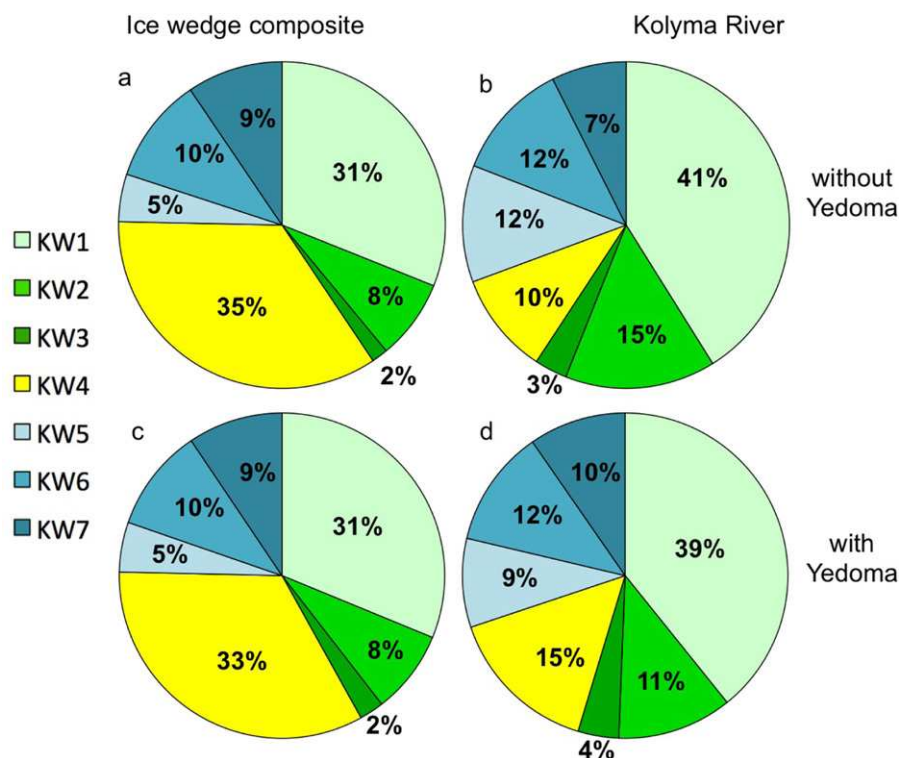 Ice wedge composite
Kolyma River
a
9%
31%
10%
5%
35%
8%
2%
b
7%
41%
12%
12%
10%
15%
3%
without
Yedoma
KW1
KW2
KW3
KW4
KW5
KW6
KW7
c
9%
31%
10%
5%
33%
8%
2%
d
10%
39%
12%
9%
15%
11%
4%
with
Yedoma